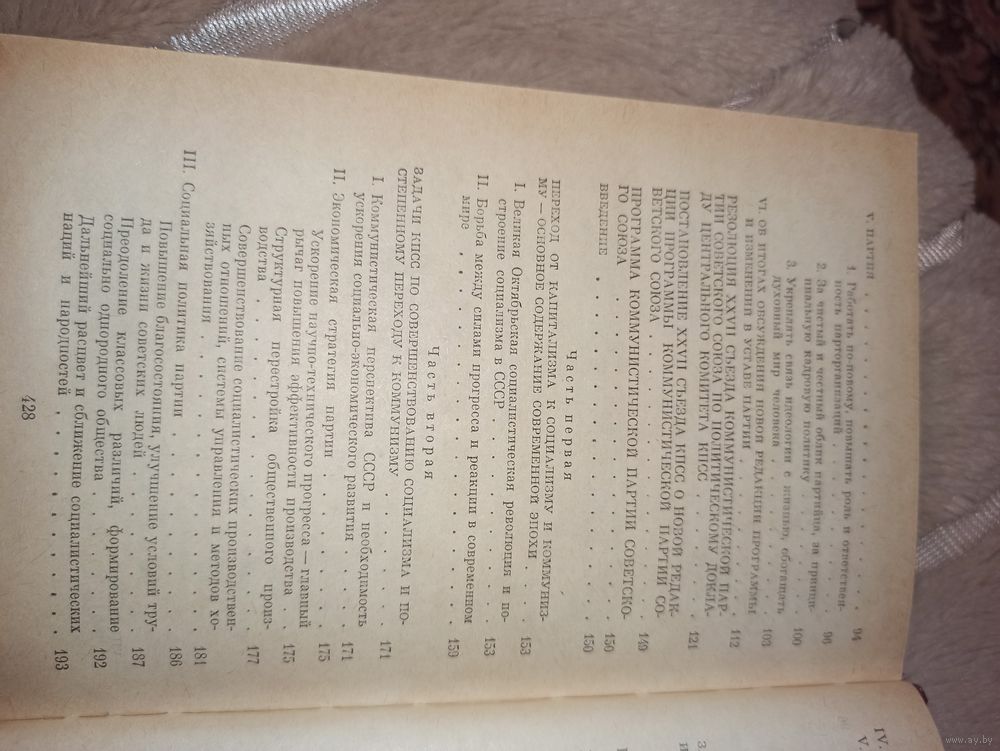 V. ПАРТИЯ . . . . . . . . . . 94
1. Работать по-новому, повышать роль и ответствен-
ность парторганизаций . . . . . .
2. За чистый и честный облик партийца, за принци-
пиальную кадровую политику . . . . . 96
3. Укреплять связь идеологии с жизнью, обогащать
духовный мир человека . . . . . . 100
VI. ОБ ИТОГАХ ОБСУЖДЕНИЯ НОВОЙ РЕДАКЦИИ ПРОГРАММЫ
И ИЗМЕНЕНИЙ В УСТАВЕ ПАРТИИ . . . . 103
РЕЗОЛЮЦИЯ XXVII СЪЕЗДА КОММУНИСТИЧЕСКОЙ ПАР-
ТИИ СОВЕТСКОГО СОЮЗА ПО ПОЛИТИЧЕСКОМУ ДОКЛА-
ДУ ЦЕНТРАЛЬНОГО КОМИТЕТА КПСС . . . . 112
ПОСТАНОВЛЕНИЕ XXVII СЪЕЗДА КПСС О НОВОЙ РЕДАК-
ЦИИ ПРОГРАММЫ КОММУНИСТИЧЕСКОЙ ПАРТИИ СО-
ВЕТСКОГО СОЮЗА . . . . . . . . 121
ПРОГРАММА КОММУНИСТИЧЕСКОЙ ПАРТИИ СОВЕТСКО-
ГО СОЮЗА . . . . . . . . . . 149
ВВЕДЕНИЕ . . . . . . . . . . 150
Часть первая
ПЕРЕХОД ОТ КАПИТАЛИЗМА К СОЦИАЛИЗМУ И КОММУНИЗ-
МУ — ОСНОВНОЕ СОДЕРЖАНИЕ СОВРЕМЕННОЙ ЭПОХИ . . 150
I. Великая Октябрьская социалистическая революция и по-
строение социализма в СССР . . . . . 153
II. Борьба между силами прогресса и реакции в современном
мире . . . . . . . . . . 153
159
Часть вторая
ЗАДАЧИ КПСС ПО СОВЕРШЕНСТВОВАНИЮ СОЦИАЛИЗМА И ПО-
СТЕПЕННОМУ ПЕРЕХОДУ К КОММУНИЗМУ . . . .
I. Коммунистическая перспектива СССР и необходимость
ускорения социально-экономического развития . . . 171
II. Экономическая стратегия партии . . . . . 171
Ускорение научно-технического прогресса — главный
рычаг повышения эффективности производства . . 175
Структурная перестройка общественного произ-
водства . . . . . . . . . . 175
Совершенствование социалистических производствен-
ных отношений, системы управления и методов хо-
зяйствования . . . . . . . . . 177
III. Социальная политика партии . . . . . . 181
Повышение благосостояния, улучшение условий тру-
да и жизни советских людей . . . . . 186
Преодоление классовых различий, формирование
социально однородного общества . . . . . 187
Дальнейший расцвет и сближение социалистических
наций и народностей . . . . . . . 192
193
428
IV.
V.
З
И
www.ay.by